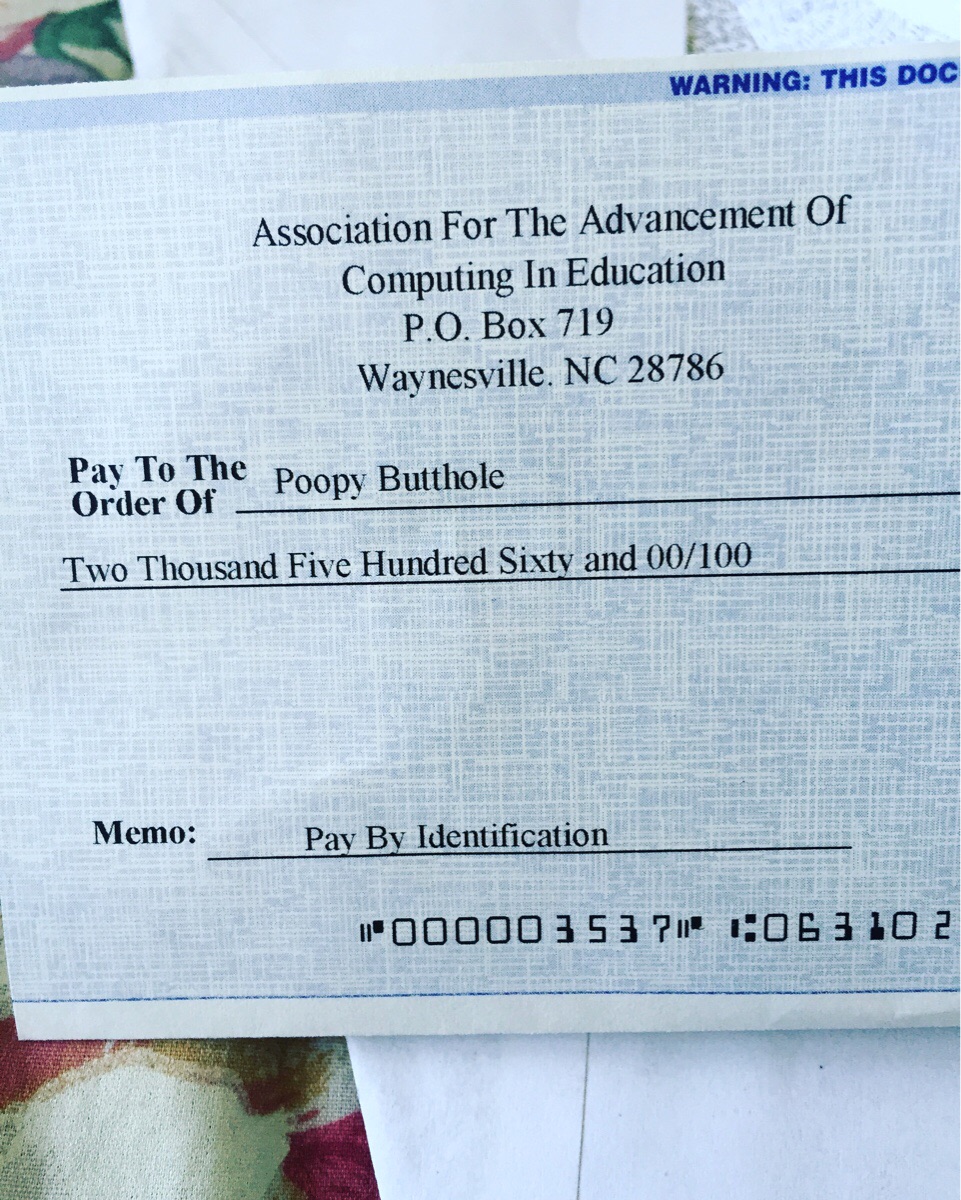 WARNING: THIS DOC
Association For The Advancement Of
Computing In Education
P.O. Box 719
Waynesville. NC 28786
Pay To The
Order Of Poopy Butthole
Two Thousand Five Hundred Sixty and 00/100
Memo: Pay By Identification
⑈0000003537⑈ ⑆063102